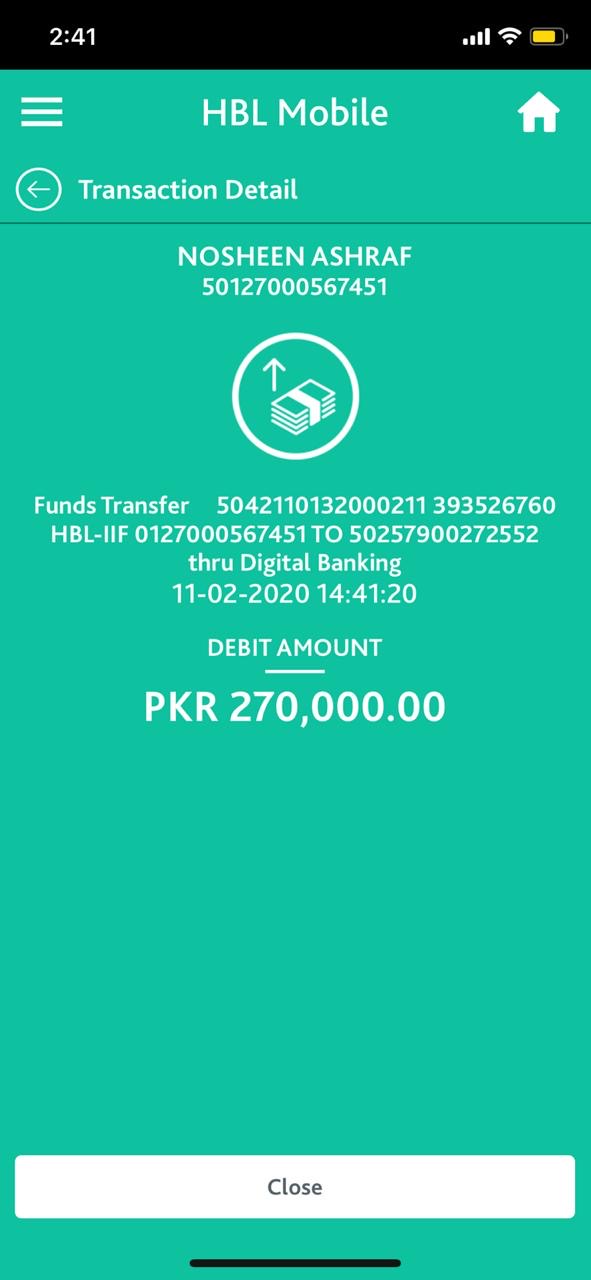 2:41
HBL Mobile
Transaction Detail
NOSHEEN ASHRAF
50127000567451
Funds Transfer 5042110132000211 393526760
HBL-IIF 0127000567451 TO 50257900272552
thru Digital Banking
11-02-2020 14:41:20
DEBIT AMOUNT
PKR 270,000.00
Close